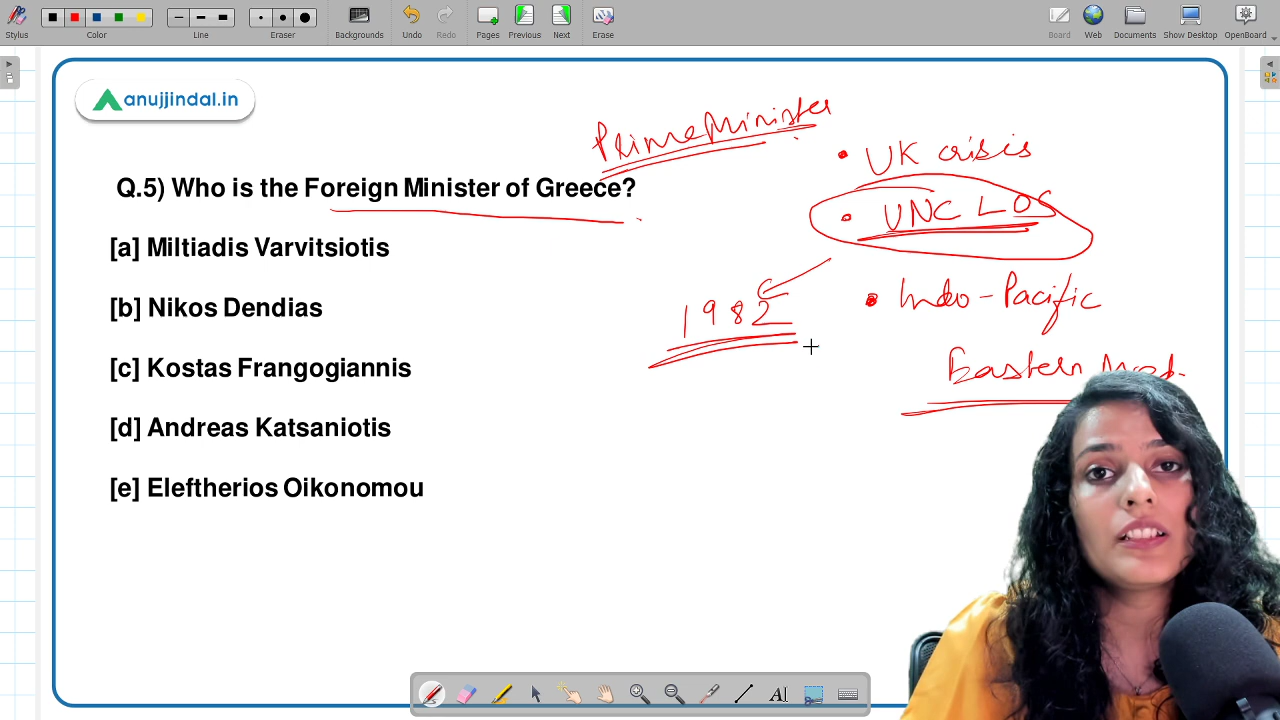 Stylus
Color
Line
Eraser
Backgrounds
Undo
Redo
Pages
Previous
Next
Erase
Board
Web
Documents
Show Desktop
OpenBoard
anujjindal.in
Prime Minister
• UK crisis
Q.5) Who is the Foreign Minister of Greece?
• UNCLOS
[a] Miltiadis Varvitsiotis
1982
• Indo-Pacific
[b] Nikos Dendias
[c] Kostas Frangogiannis
Eastern Med.
[d] Andreas Katsaniotis
[e] Eleftherios Oikonomou